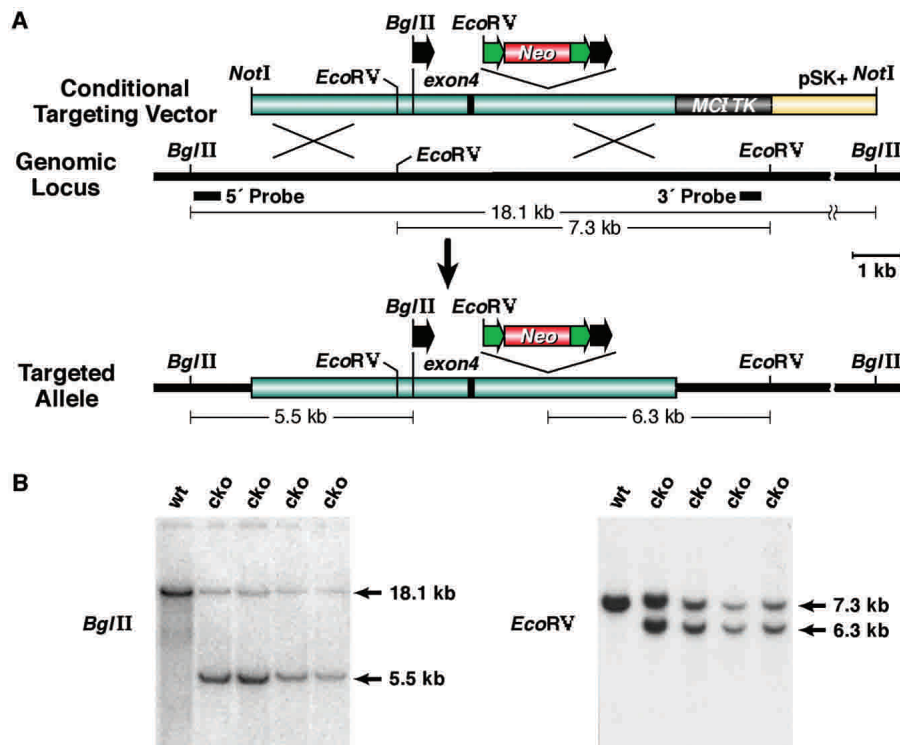 A
BglII EcoRV
Neo
NotI EcoRV exon4 pSK+ NotI
Conditional
Targeting Vector
MC1 TK
Genomic
Locus
BglII EcoRV EcoRV BglII
5´ Probe 3´ Probe
18.1 kb
7.3 kb
1 kb
BglII EcoRV
Neo
BglII EcoRV exon4 EcoRV BglII
Targeted
Allele
5.5 kb 6.3 kb
B
wt cko cko cko cko
BglII
18.1 kb
5.5 kb
wt cko cko cko cko
EcoRV
7.3 kb
6.3 kb